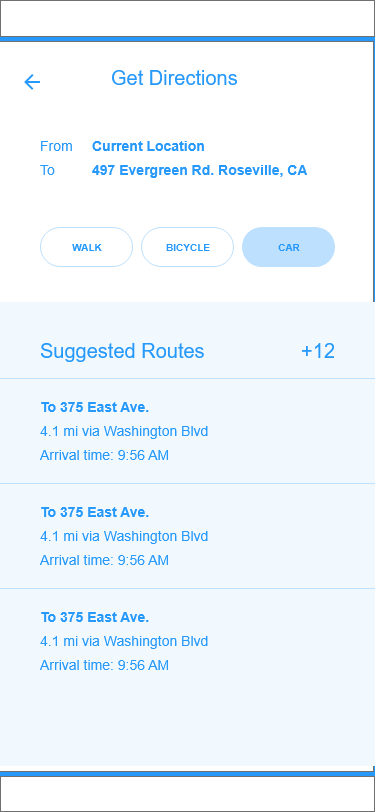 Get Directions
From Current Location
To 497 Evergreen Rd. Roseville, CA
WALK BICYCLE CAR
Suggested Routes +12
To 375 East Ave.
4.1 mi via Washington Blvd
Arrival time: 9:56 AM
To 375 East Ave.
4.1 mi via Washington Blvd
Arrival time: 9:56 AM
To 375 East Ave.
4.1 mi via Washington Blvd
Arrival time: 9:56 AM